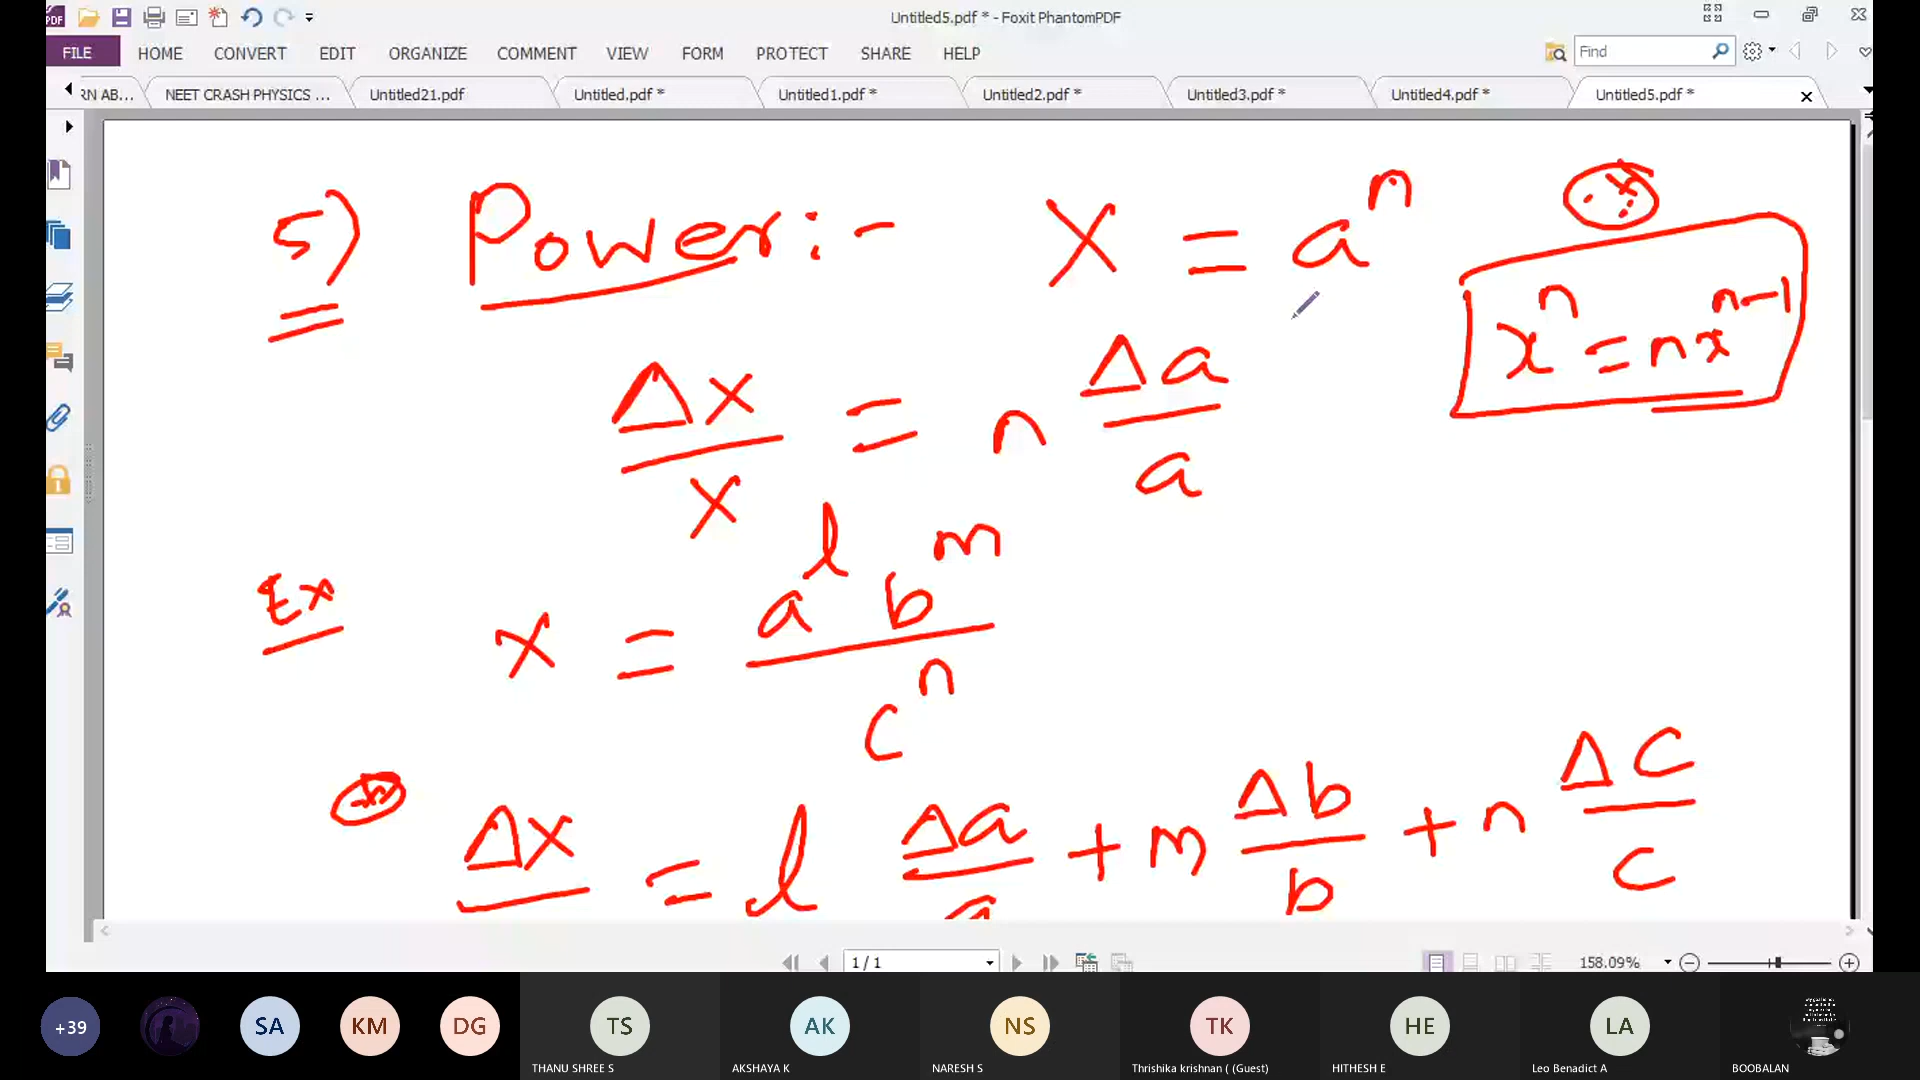 Untitled5.pdf * - Foxit PhantomPDF
FILE HOME CONVERT EDIT ORGANIZE COMMENT VIEW FORM PROTECT SHARE HELP Find
RN AB... NEET CRASH PHYSICS ... Untitled21.pdf Untitled.pdf * Untitled1.pdf * Untitled2.pdf * Untitled3.pdf * Untitled4.pdf * Untitled5.pdf *
5) Power:- X = a^n
x^n = nx^(n-1)
Δx/x = n Δa/a
Ex
x = a^l b^m / c^n
Δx = l Δa/a + m Δb/b + n Δc/c
1 / 1
158.09%
+39 SA KM DG TS AK NS TK HE LA
THANU SHREE S AKSHAYA K NARESH S Thrishika krishnan ( (Guest) HITHESH E Leo Benadict A BOOBALAN